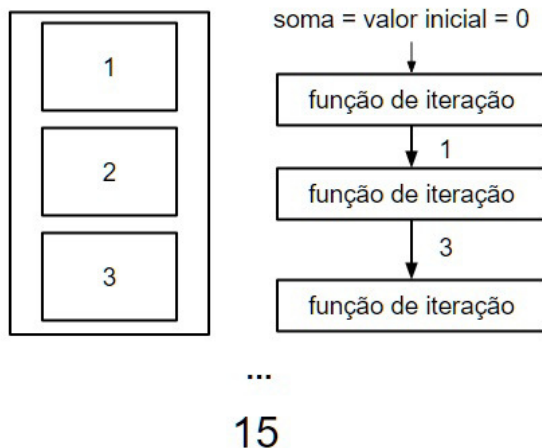 1
2
3
soma = valor inicial = 0
função de iteração
1
função de iteração
3
função de iteração
...
15